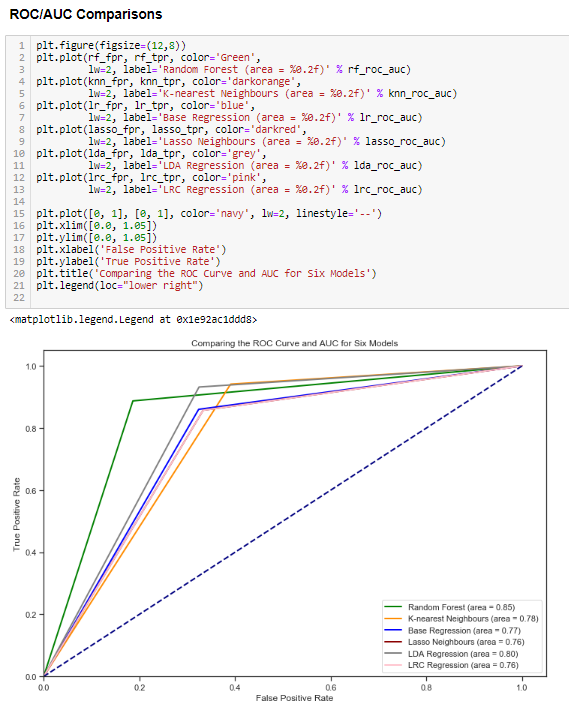 ROC/AUC Comparisons
1 plt.figure(figsize=(12,8))
2 plt.plot(rf_fpr, rf_tpr, color='Green',
3 lw=2, label='Random Forest (area = %0.2f)' % rf_roc_auc)
4 plt.plot(knn_fpr, knn_tpr, color='darkorange',
5 lw=2, label='K-nearest Neighbours (area = %0.2f)' % knn_roc_auc)
6 plt.plot(lr_fpr, lr_tpr, color='blue',
7 lw=2, label='Base Regression (area = %0.2f)' % lr_roc_auc)
8 plt.plot(lasso_fpr, lasso_tpr, color='darkred',
9 lw=2, label='Lasso Neighbours (area = %0.2f)' % lasso_roc_auc)
10 plt.plot(lda_fpr, lda_tpr, color='grey',
11 lw=2, label='LDA Regression (area = %0.2f)' % lda_roc_auc)
12 plt.plot(lrc_fpr, lrc_tpr, color='pink',
13 lw=2, label='LRC Regression (area = %0.2f)' % lrc_roc_auc)
14
15 plt.plot([0, 1], [0, 1], color='navy', lw=2, linestyle='--')
16 plt.xlim([0.0, 1.05])
17 plt.ylim([0.0, 1.05])
18 plt.xlabel('False Positive Rate')
19 plt.ylabel('True Positive Rate')
20 plt.title('Comparing the ROC Curve and AUC for Six Models')
21 plt.legend(loc="lower right")
22
<matplotlib.legend.Legend at 0x1e92ac1ddd8>
Comparing the ROC Curve and AUC for Six Models
1.0
0.8
0.6
0.4
0.2
0.0
True Positive Rate
Random Forest (area = 0.85)
K-nearest Neighbours (area = 0.78)
Base Regression (area = 0.77)
Lasso Neighbours (area = 0.76)
LDA Regression (area = 0.80)
LRC Regression (area = 0.76)
0.0 0.2 0.4 0.6 0.8 1.0
False Positive Rate